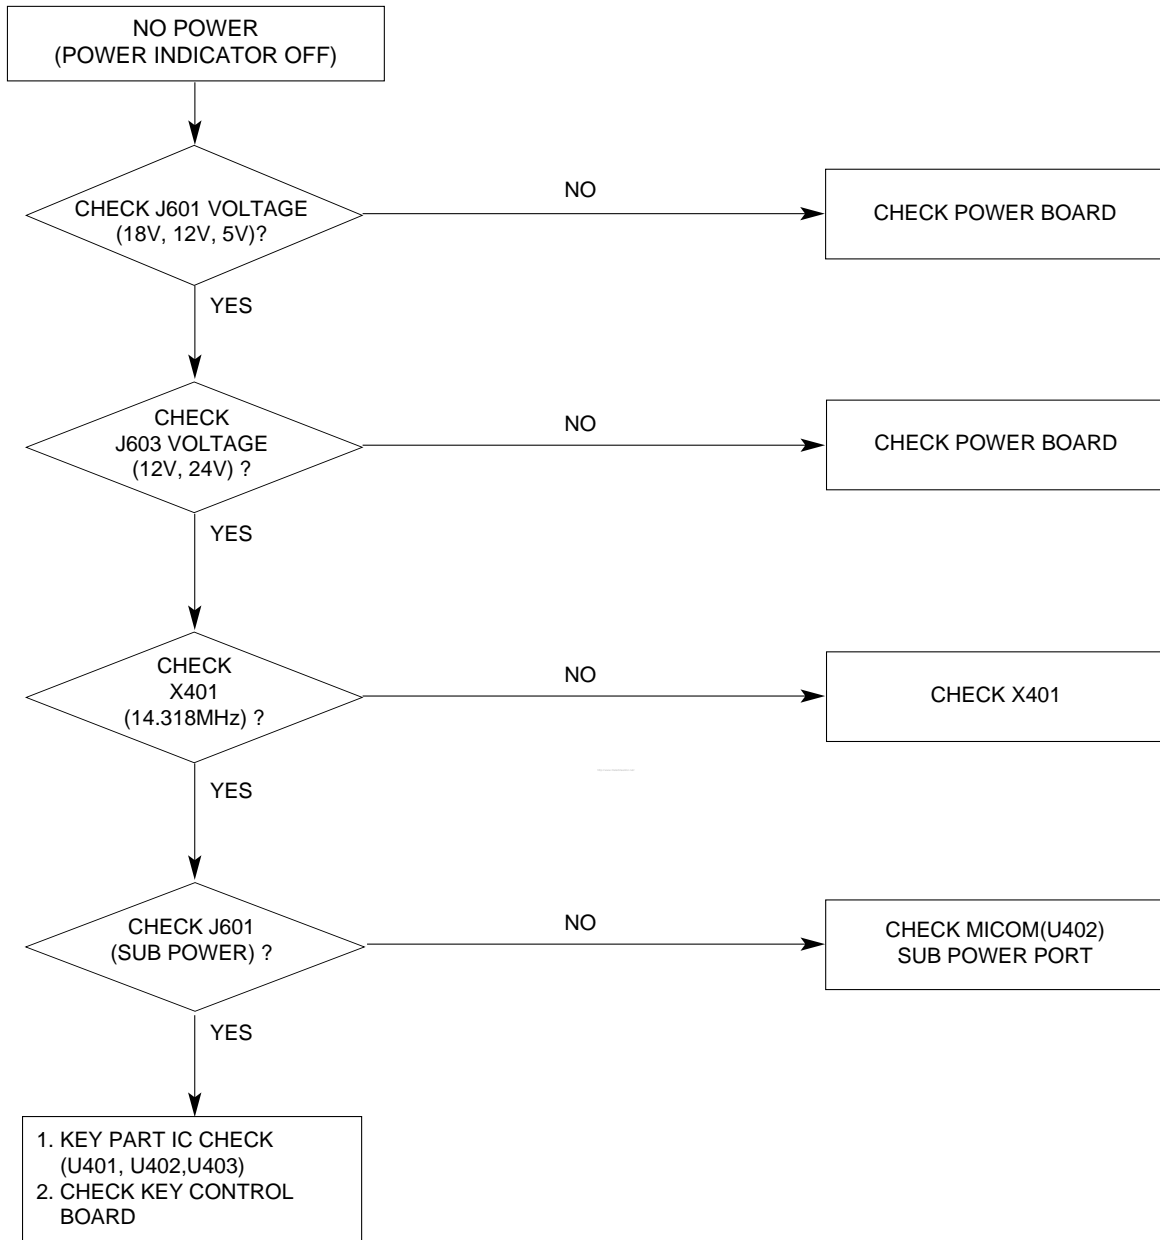 NO POWER
(POWER INDICATOR OFF)
CHECK J601 VOLTAGE
(18V, 12V, 5V)?
NO
CHECK POWER BOARD
YES
CHECK
J603 VOLTAGE
(12V, 24V) ?
NO
CHECK POWER BOARD
YES
CHECK
X401
(14.318MHz) ?
NO
CHECK X401
YES
CHECK J601
(SUB POWER) ?
NO
CHECK MICOM(U402)
SUB POWER PORT
YES
1. KEY PART IC CHECK
(U401, U402,U403)
2. CHECK KEY CONTROL
BOARD